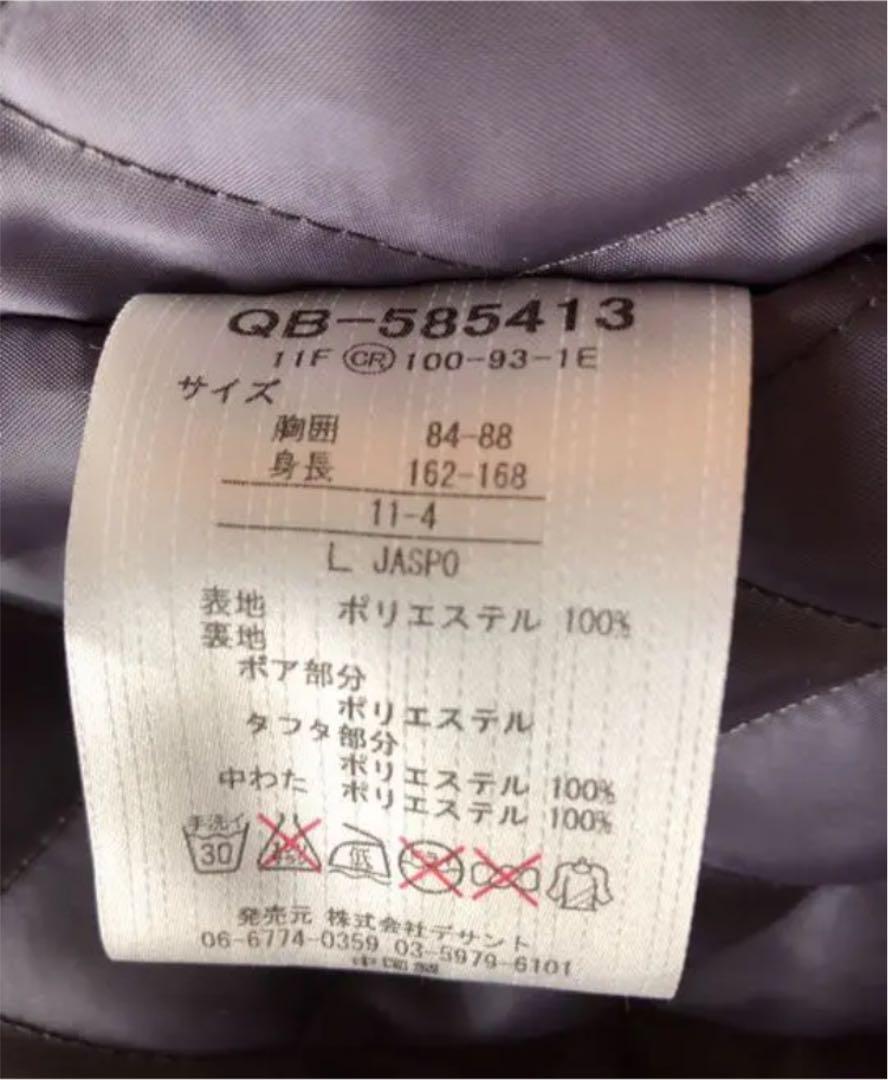 QB-585413
11F CR 100-93-1E
サイズ
胸囲 84-88
身長 162-168
11-4
L JASPO
表地 ポリエステル 100%
裏地
ボア部分
ポリエステル
タフタ部分
ポリエステル 100%
中わた ポリエステル 100%
手洗イ 30 低
発売元 株式会社デサント
06-6774-0359 03-5979-6101
中国製